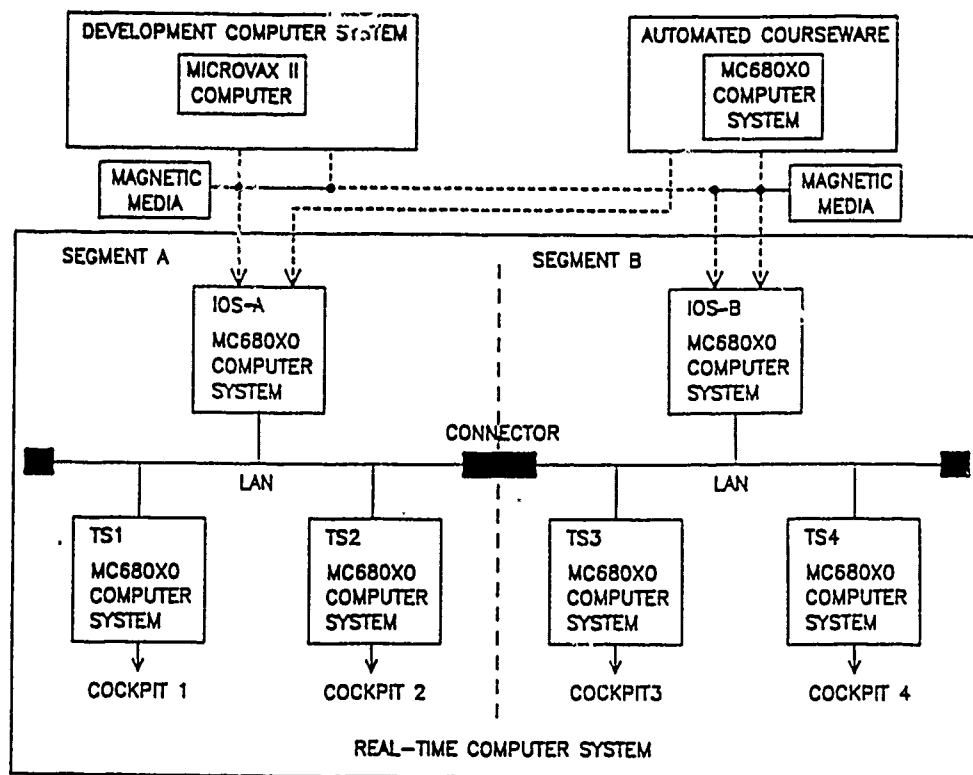 DEVELOPMENT COMPUTER SYSTEM
MICROVAX II
COMPUTER
AUTOMATED COURSEWARE
MC680X0
COMPUTER
SYSTEM
MAGNETIC
MEDIA
MAGNETIC
MEDIA
SEGMENT A
SEGMENT B
IOS-A
MC680X0
COMPUTER
SYSTEM
IOS-B
MC680X0
COMPUTER
SYSTEM
CONNECTOR
LAN
LAN
TS1
MC680X0
COMPUTER
SYSTEM
TS2
MC680X0
COMPUTER
SYSTEM
TS3
MC680X0
COMPUTER
SYSTEM
TS4
MC680X0
COMPUTER
SYSTEM
COCKPIT 1
COCKPIT 2
COCKPIT3
COCKPIT 4
REAL-TIME COMPUTER SYSTEM